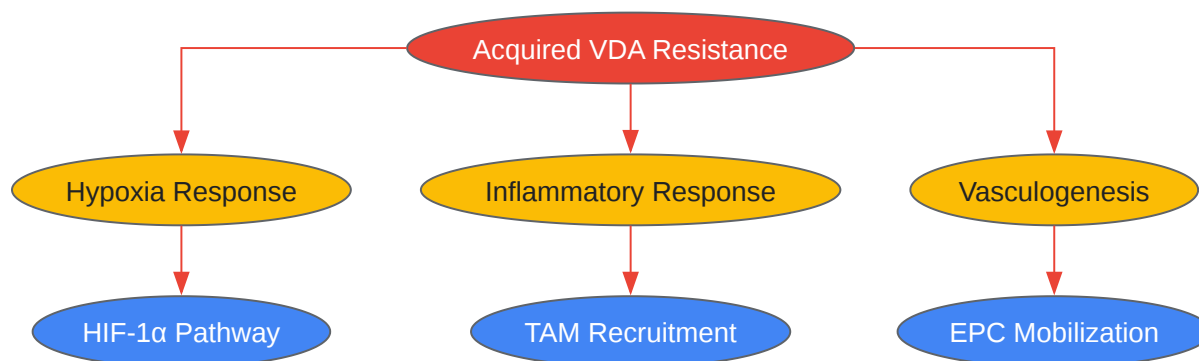 Acquired VDA Resistance
Hypoxia Response
Inflammatory Response
Vasculogenesis
HIF-1α Pathway
TAM Recruitment
EPC Mobilization